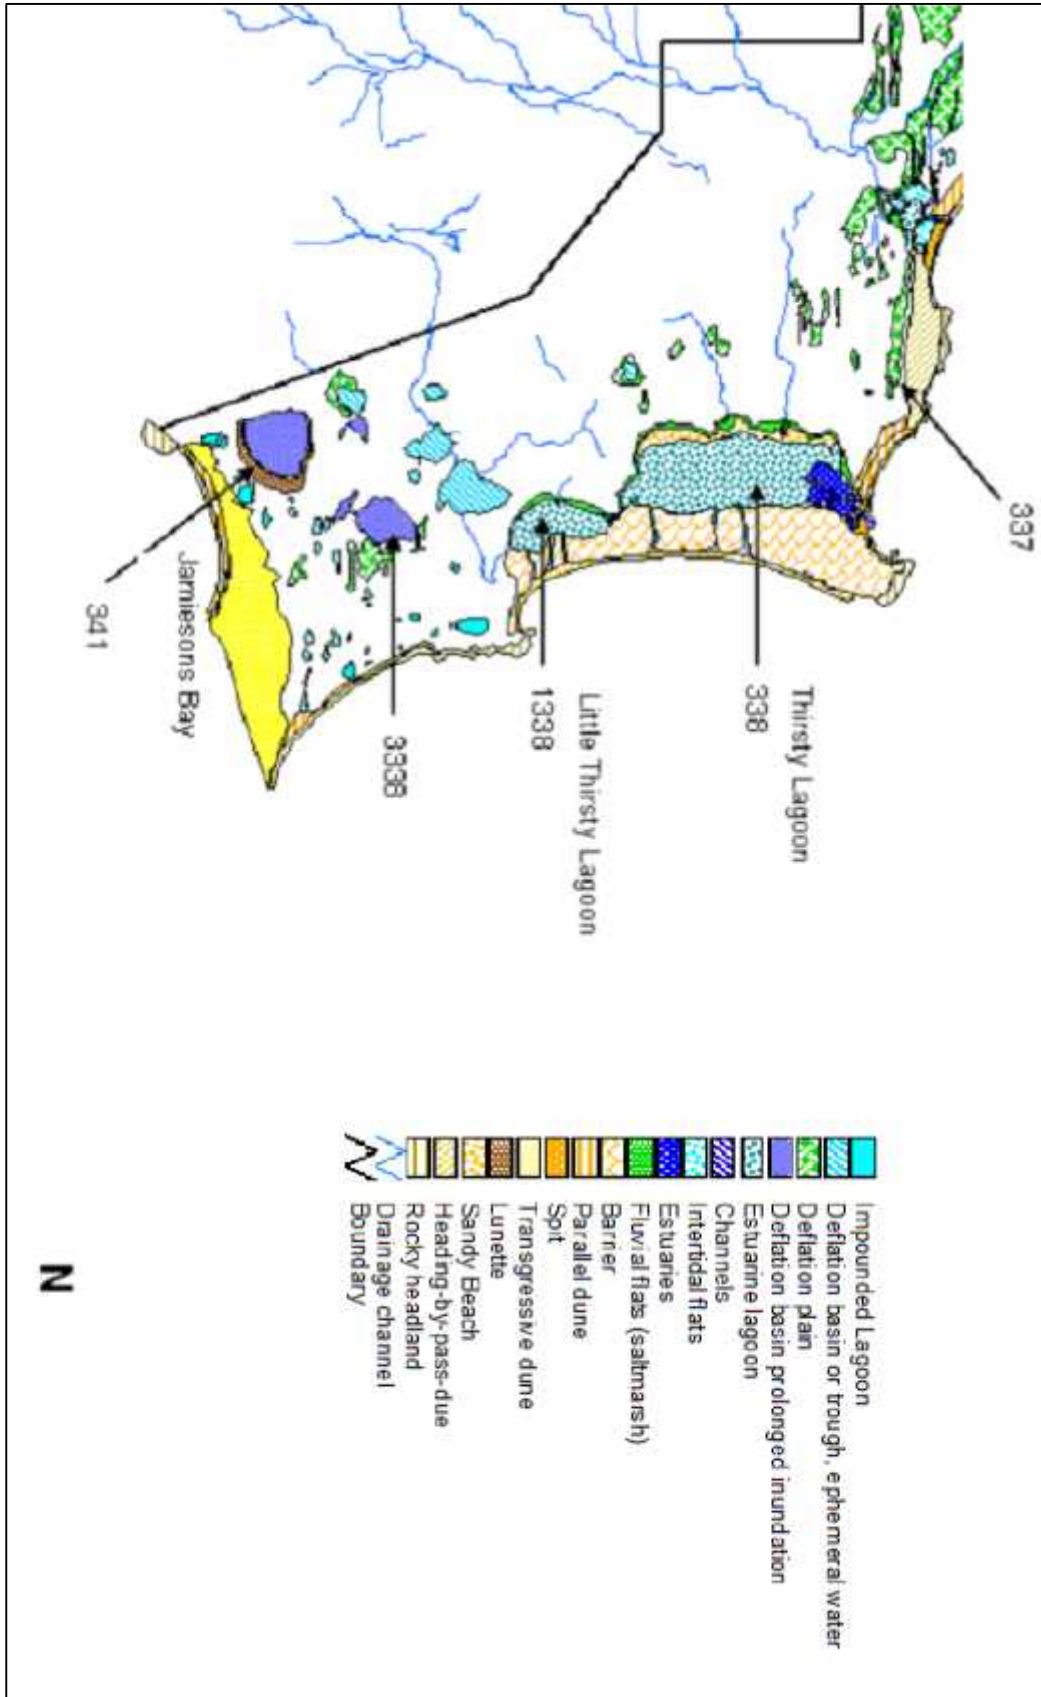 337
Thirsty Lagoon
338
Little Thirsty Lagoon
1338
3338
Jamiesons Bay
341
Impounded Lagoon
Deflation basin or trough, ephemeral water
Deflation plain
Deflation basin prolonged inundation
Estuarine lagoon
Channels
Intertidal flats
Estuaries
Fluvial flats (saltmarsh)
Barrier
Parallel dune
Spit
Transgressive dune
Lunette
Sandy Beach
Heading-by-pass-due
Rocky headland
Drainage channel
Boundary
N